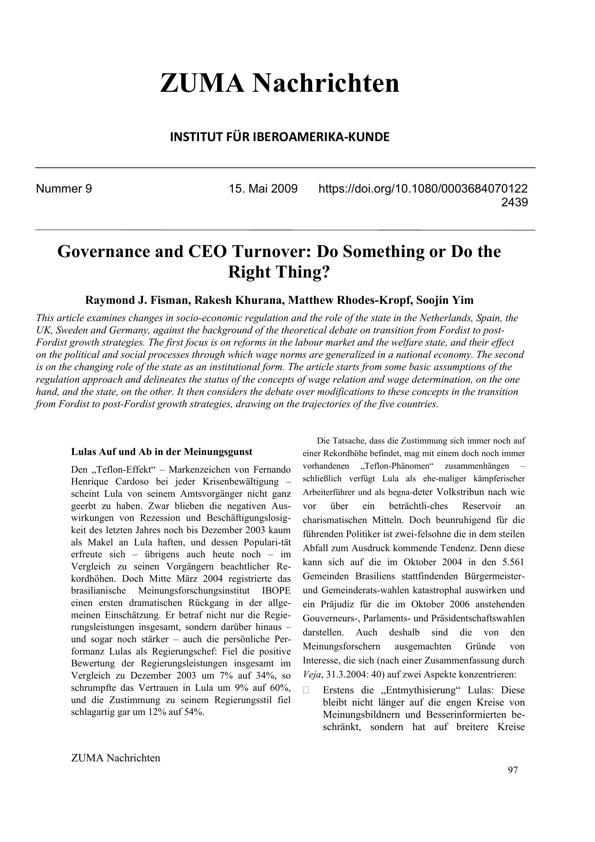 ZUMA Nachrichten
INSTITUT FÜR IBEROAMERIKA-KUNDE
Nummer 9 15. Mai 2009 https://doi.org/10.1080/0003684070122
2439
Governance and CEO Turnover: Do Something or Do the
Right Thing?
Raymond J. Fisman, Rakesh Khurana, Matthew Rhodes-Kropf, Soojin Yim
This article examines changes in socio-economic regulation and the role of the state in the Netherlands, Spain, the
UK, Sweden and Germany, against the background of the theoretical debate on transition from Fordist to post-
Fordist growth strategies. The first focus is on reforms in the labour market and the welfare state, and their effect
on the political and social processes through which wage norms are generalized in a national economy. The second
is on the changing role of the state as an institutional form. The article starts from some basic assumptions of the
regulation approach and delineates the status of the concepts of wage relation and wage determination, on the one
hand, and the state, on the other. It then considers the debate over modifications to these concepts in the transition
from Fordist to post-Fordist growth strategies, drawing on the trajectories of the five countries.
Lulas Auf und Ab in der Meinungsgunst
Den „Teflon-Effekt“ – Markenzeichen von Fernando
Henrique Cardoso bei jeder Krisenbewältigung –
scheint Lula von seinem Amtsvorgänger nicht ganz
geerbt zu haben. Zwar blieben die negativen Aus-
wirkungen von Rezession und Beschäftigungslosig-
keit des letzten Jahres noch bis Dezember 2003 kaum
als Makel an Lula haften, und dessen Populari-tät
erfreute sich – übrigens auch heute noch – im
Vergleich zu seinen Vorgängern beachtlicher Re-
kordhöhen. Doch Mitte März 2004 registrierte das
brasilianische Meinungsforschungsinstitut IBOPE
einen ersten dramatischen Rückgang in der allge-
meinen Einschätzung. Er betraf nicht nur die Regie-
rungsleistungen insgesamt, sondern darüber hinaus –
und sogar noch stärker – auch die persönliche Per-
formanz Lulas als Regierungschef: Fiel die positive
Bewertung der Regierungsleistungen insgesamt im
Vergleich zu Dezember 2003 um 7% auf 34%, so
schrumpfte das Vertrauen in Lula um 9% auf 60%,
und die Zustimmung zu seinem Regierungsstil fiel
schlagartig gar um 12% auf 54%.
Die Tatsache, dass die Zustimmung sich immer noch auf
einer Rekordhöhe befindet, mag mit einem doch noch immer
vorhandenen „Teflon-Phänomen“ zusammenhängen –
schließlich verfügt Lula als ehe-maliger kämpferischer
Arbeiterführer und als begna-deter Volkstribun nach wie
vor über ein beträchtli-ches Reservoir an
charismatischen Mitteln. Doch beunruhigend für die
führenden Politiker ist zwei-felsohne die in dem steilen
Abfall zum Ausdruck kommende Tendenz. Denn diese
kann sich auf die im Oktober 2004 in den 5.561
Gemeinden Brasiliens stattfindenden Bürgermeister-
und Gemeinderats-wahlen katastrophal auswirken und
ein Präjudiz für die im Oktober 2006 anstehenden
Gouverneurs-, Parlaments- und Präsidentschaftswahlen
darstellen. Auch deshalb sind die von den
Meinungsforschern ausgemachten Gründe von
Interesse, die sich (nach einer Zusammenfassung durch
Veja, 31.3.2004: 40) auf zwei Aspekte konzentrieren:
Erstens die „Entmythisierung“ Lulas: Diese
bleibt nicht länger auf die engen Kreise von
Meinungsbildnern und Besserinformierten be-
schränkt, sondern hat auf breitere Kreise
ZUMA Nachrichten
97